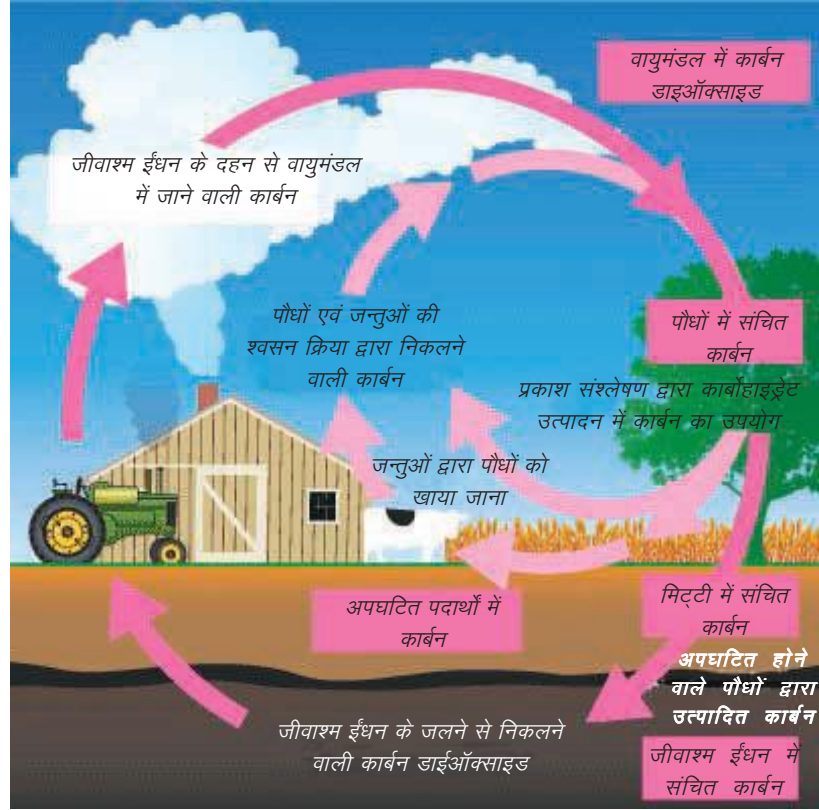 वायुमंडल में कार्बन
डाइऑक्साइड
जीवाश्म ईंधन के दहन से वायुमंडल
में जाने वाली कार्बन
पौधों एवं जन्तुओं की
श्वसन क्रिया द्वारा निकलने
वाली कार्बन
पौधों में संचित
कार्बन
प्रकाश संश्लेषण द्वारा कार्बोहाइड्रेट
उत्पादन में कार्बन का उपयोग
जन्तुओं द्वारा पौधों को
खाया जाना
अपघटित पदार्थों में
कार्बन
मिट्टी में संचित
कार्बन
अपघटित होने
वाले पौधों द्वारा
उत्पादित कार्बन
जीवाश्म ईंधन के जलने से निकलने
वाली कार्बन डाईऑक्साइड
जीवाश्म ईंधन में
संचित कार्बन